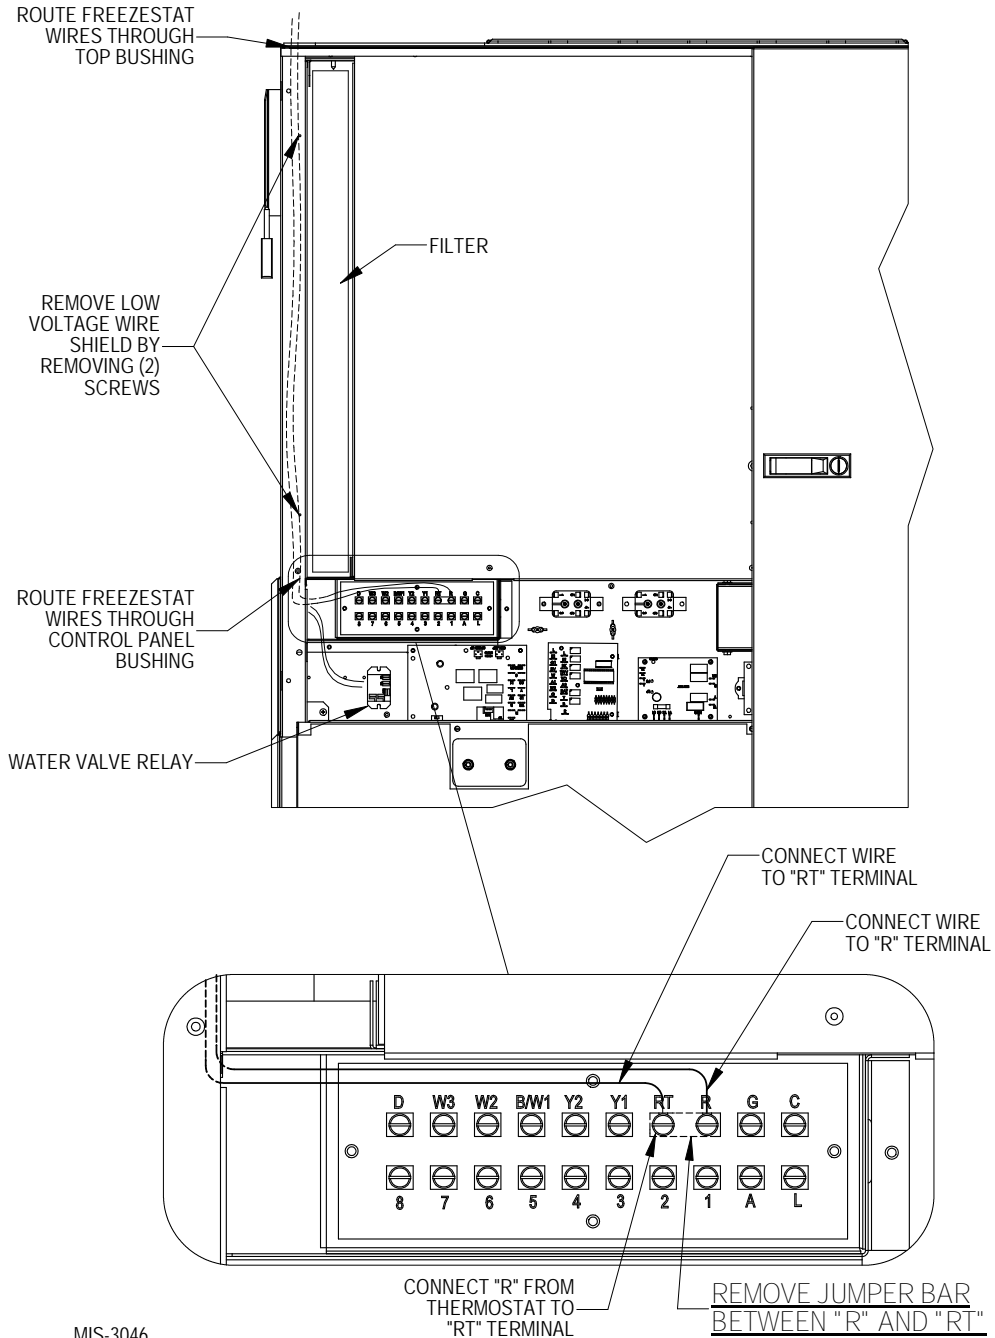 ROUTE FREEZESTAT
WIRES THROUGH
TOP BUSHING
FILTER
REMOVE LOW
VOLTAGE WIRE
SHIELD BY
REMOVING (2)
SCREWS
ROUTE FREEZESTAT
WIRES THROUGH
CONTROL PANEL
BUSHING
WATER VALVE RELAY
CONNECT WIRE
TO "RT" TERMINAL
CONNECT WIRE
TO "R" TERMINAL
D W3 W2 B/W1 Y2 Y1 RT R G C
8 7 6 5 4 3 2 1 A L
CONNECT "R" FROM
THERMOSTAT TO
"RT" TERMINAL
REMOVE JUMPER BAR
BETWEEN "R" AND "RT"
MIS-3046